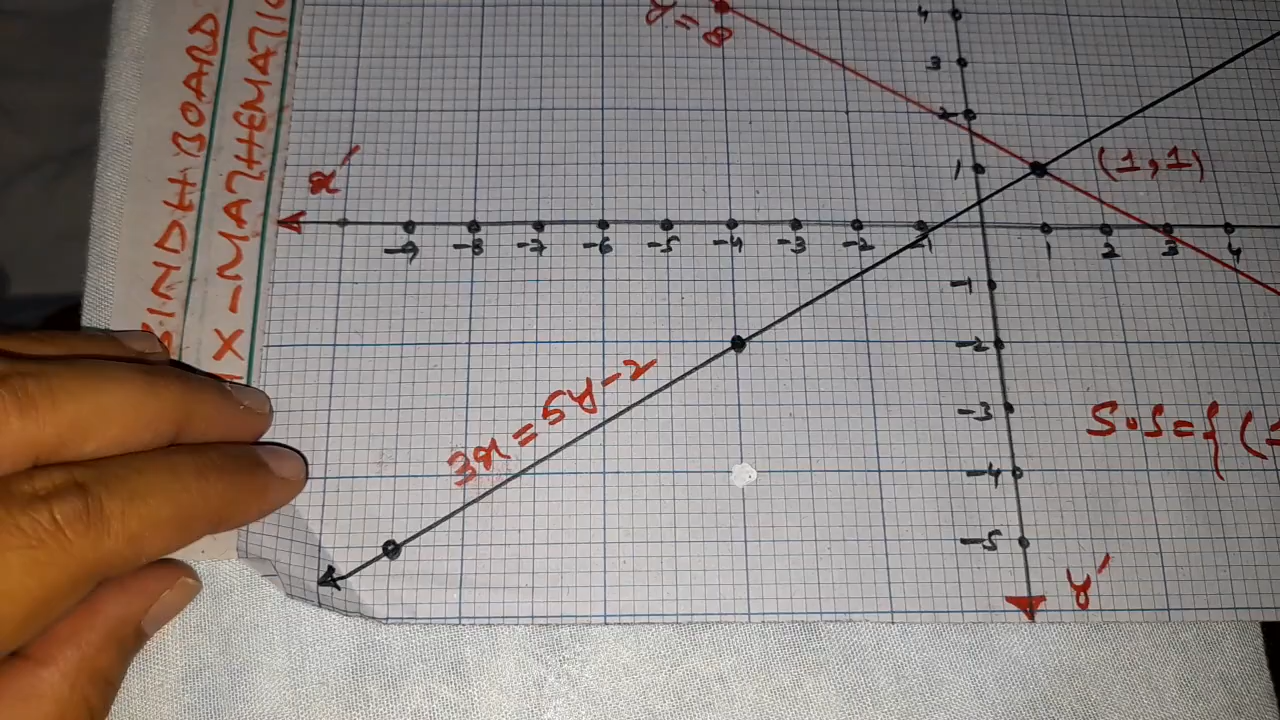 SINDH BOARD
X-MATHEMATIC
y = 8
4
3
2
1
(1,1)
x′
-9 -8 -7 -6 -5 -4 -3 -2 -1 1 2 3 4
-1
-2
-3
-4
-5
3x = 5y-2
S.S = { (
y′